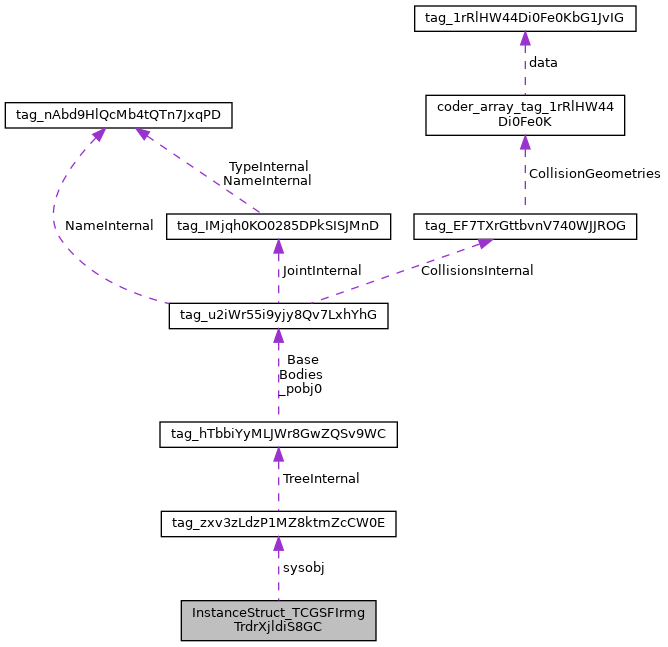 tag_1rRlHW44Di0Fe0KbG1JvIG
data
coder_array_tag_1rRlHW44
Di0Fe0K
tag_nAbd9HlQcMb4tQTn7JxqPD
TypeInternal
NameInternal
CollisionGeometries
NameInternal
tag_IMjqh0KO0285DPkSISJMnD
tag_EF7TXrGttbvnV740WJJROG
JointInternal
CollisionsInternal
tag_u2iWr55i9yjy8Qv7LxhYhG
Base
Bodies
_pobj0
tag_hTbbiYyMLJWr8GwZQSv9WC
TreeInternal
tag_zxv3zLdzP1MZ8ktmZcCW0E
sysobj
InstanceStruct_TCGSFIrmg
TrdrXjldiS8GC